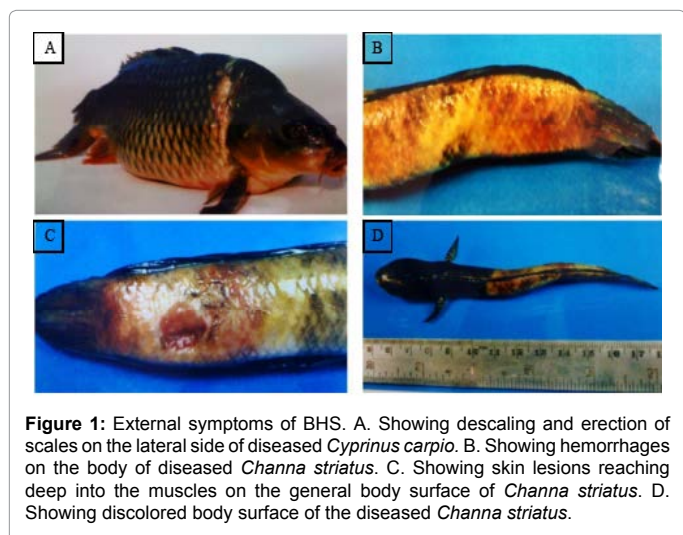 A
B
C
D
Figure 1: External symptoms of BHS. A. Showing descaling and erection of
scales on the lateral side of diseased Cyprinus carpio. B. Showing hemorrhages
on the body of diseased Channa striatus. C. Showing skin lesions reaching
deep into the muscles on the general body surface of Channa striatus. D.
Showing discolored body surface of the diseased Channa striatus.